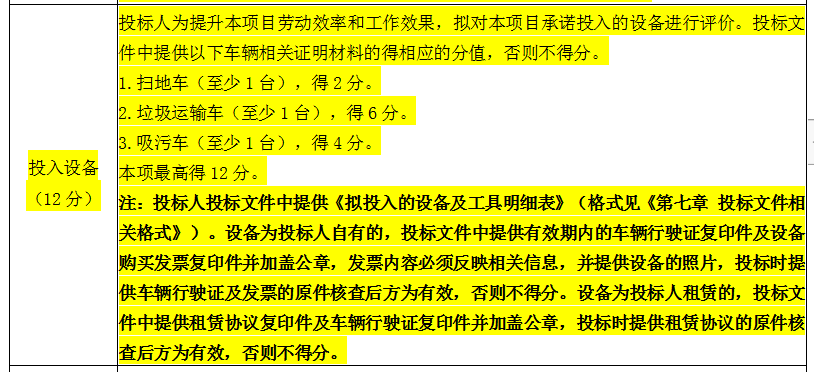 投入设备
（12 分）
投标人为提升本项目劳动效率和工作效果，拟对本项目承诺投入的设备进行评价。投标文
件中提供以下车辆相关证明材料的得相应的分值，否则不得分。
1.扫地车（至少 1 台），得 2 分。
2.垃圾运输车（至少 1 台），得 6 分。
3.吸污车（至少 1 台），得 4 分。
本项最高得 12 分。
注：投标人投标文件中提供《拟投入的设备及工具明细表》（格式见《第七章 投标文件相
关格式》）。设备为投标人自有的，投标文件中提供有效期内的车辆行驶证复印件及设备
购买发票复印件并加盖公章，发票内容必须反映相关信息，并提供设备的照片，投标时提
供车辆行驶证及发票的原件核查后方为有效，否则不得分。设备为投标人租赁的，投标文
件中提供租赁协议复印件及车辆行驶证复印件并加盖公章，投标时提供租赁协议的原件核
查后方为有效，否则不得分。